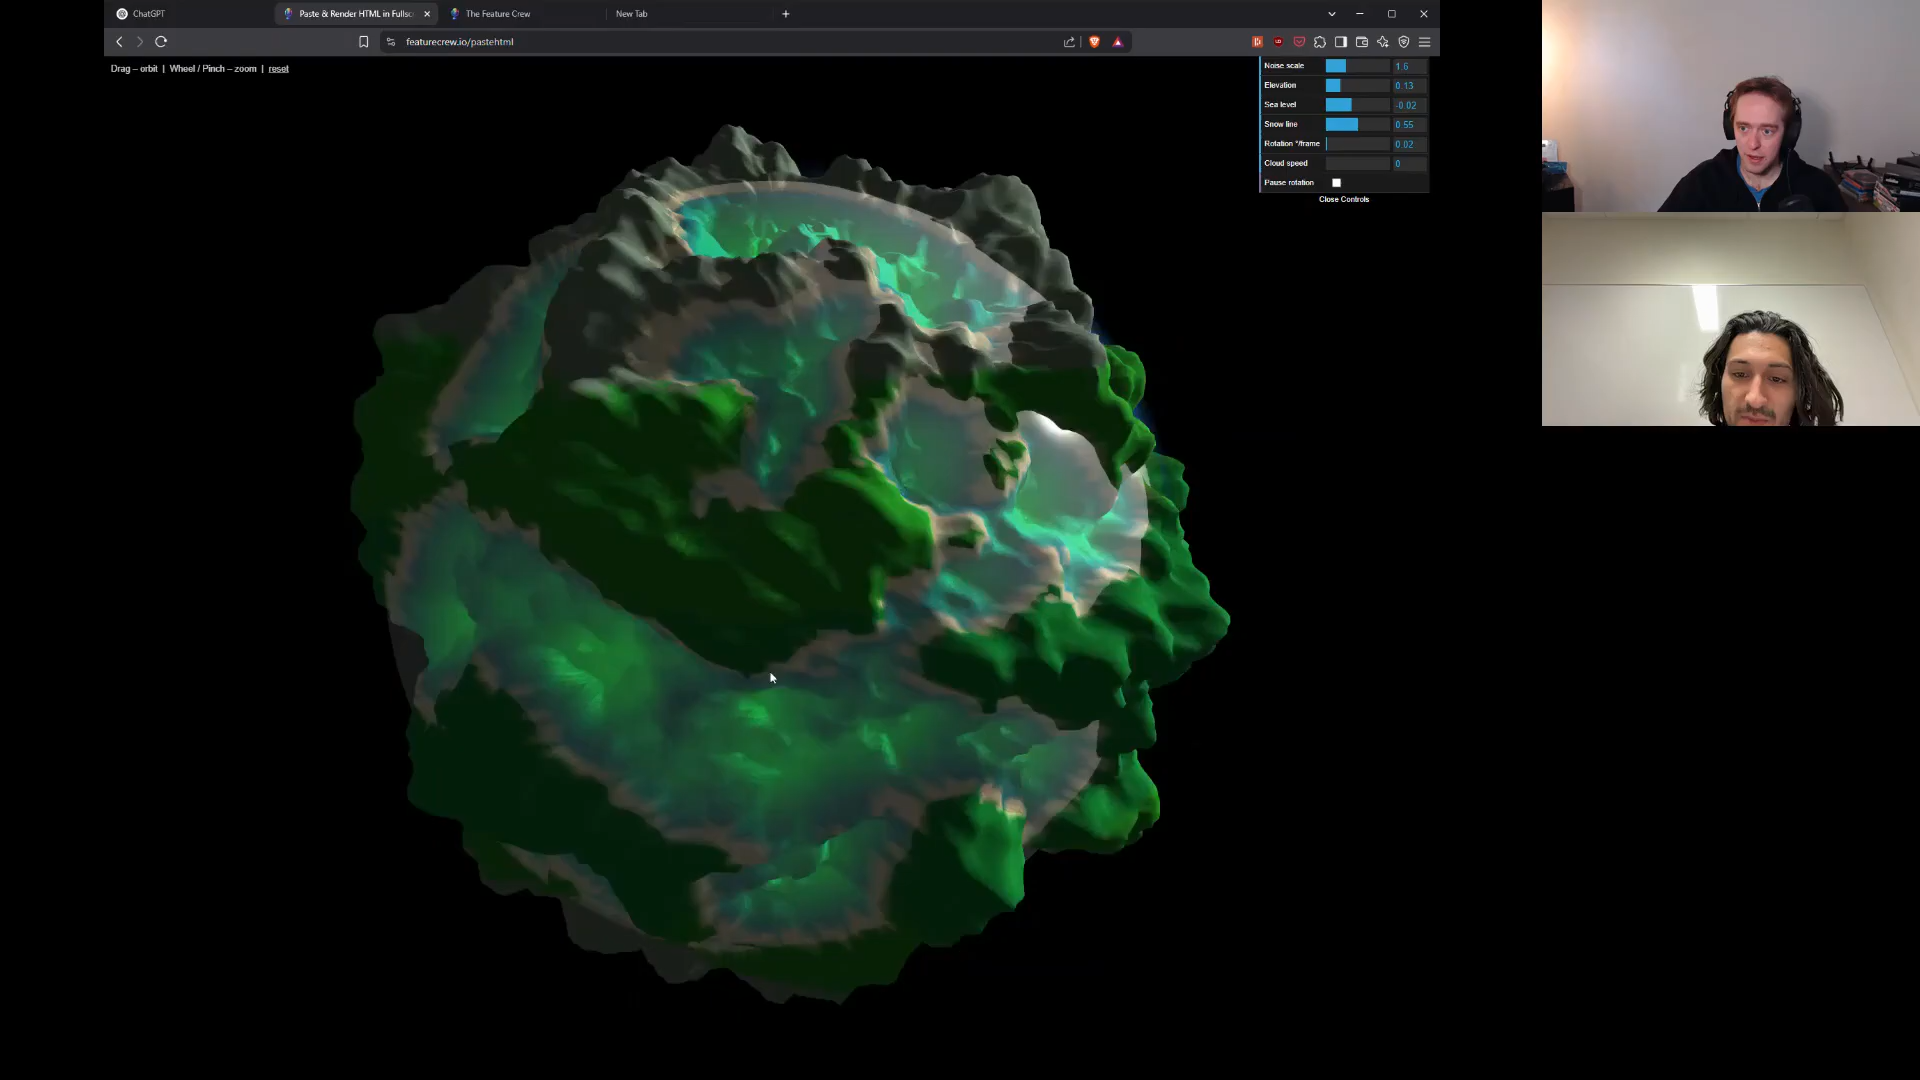 ChatGPT
Paste & Render HTML in Fullsc
The Feature Crew
New Tab
featurecrew.io/pastehtml
Drag – orbit | Wheel / Pinch – zoom | reset
Noise scale 1.6
Elevation 0.13
Sea level -0.02
Snow line 0.55
Rotation °/frame 0.02
Cloud speed 0
Pause rotation
Close Controls